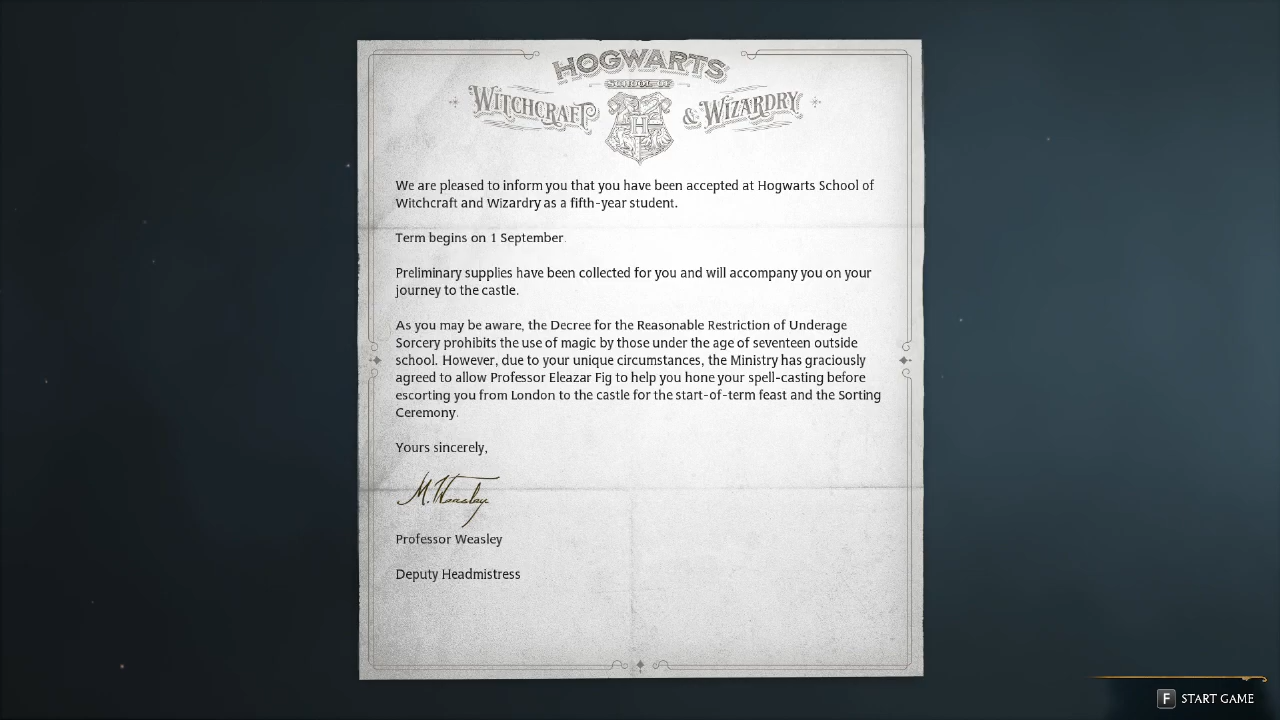 HOGWARTS
SCHOOL OF
WITCHCRAFT & WIZARDRY
H
We are pleased to inform you that you have been accepted at Hogwarts School of
Witchcraft and Wizardry as a fifth-year student.
Term begins on 1 September.
Preliminary supplies have been collected for you and will accompany you on your
journey to the castle.
As you may be aware, the Decree for the Reasonable Restriction of Underage
Sorcery prohibits the use of magic by those under the age of seventeen outside
school. However, due to your unique circumstances, the Ministry has graciously
agreed to allow Professor Eleazar Fig to help you hone your spell-casting before
escorting you from London to the castle for the start-of-term feast and the Sorting
Ceremony.
Yours sincerely,
M. Weasley
Professor Weasley
Deputy Headmistress
F START GAME